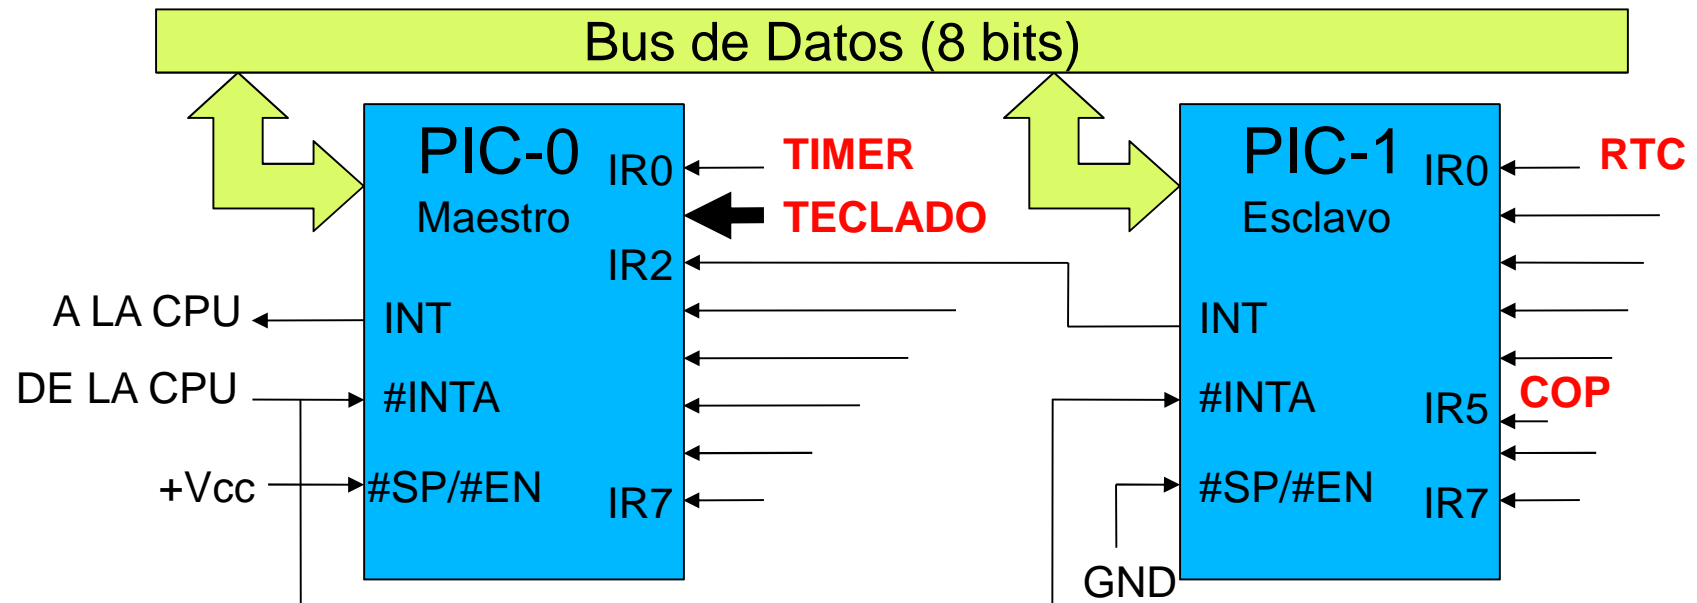 Bus de Datos (8 bits)
PIC-0
Maestro
IR0
TIMER
TECLADO
IR2
A LA CPU
INT
DE LA CPU
#INTA
+Vcc
#SP/#EN
IR7
PIC-1
Esclavo
IR0
RTC
INT
#INTA
COP
IR5
#SP/#EN
IR7
GND